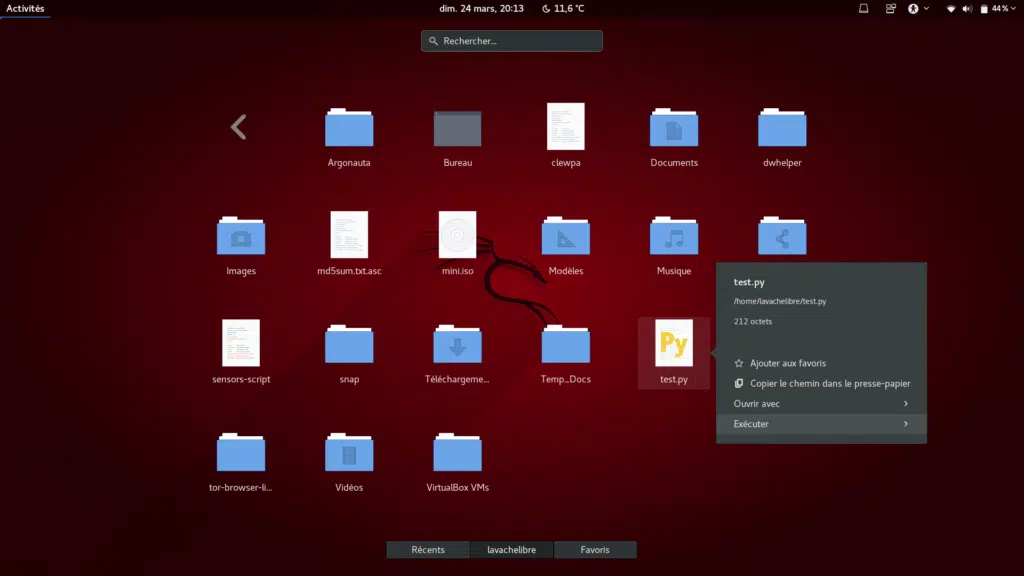 Activités
dim. 24 mars, 20:13
11,6 °C
44 %
Rechercher...
Argonauta
Bureau
clewpa
Documents
dwhelper
Images
md5sum.txt.asc
mini.iso
Modèles
Musique
sensors-script
snap
Téléchargeme...
Temp_Docs
Py
test.py
test.py
/home/lavachelibre/test.py
212 octets
Ajouter aux favoris
Copier le chemin dans le presse-papier
Ouvrir avec
Exécuter
tor-browser-li...
Vidéos
VirtualBox VMs
Récents
lavachelibre
Favoris